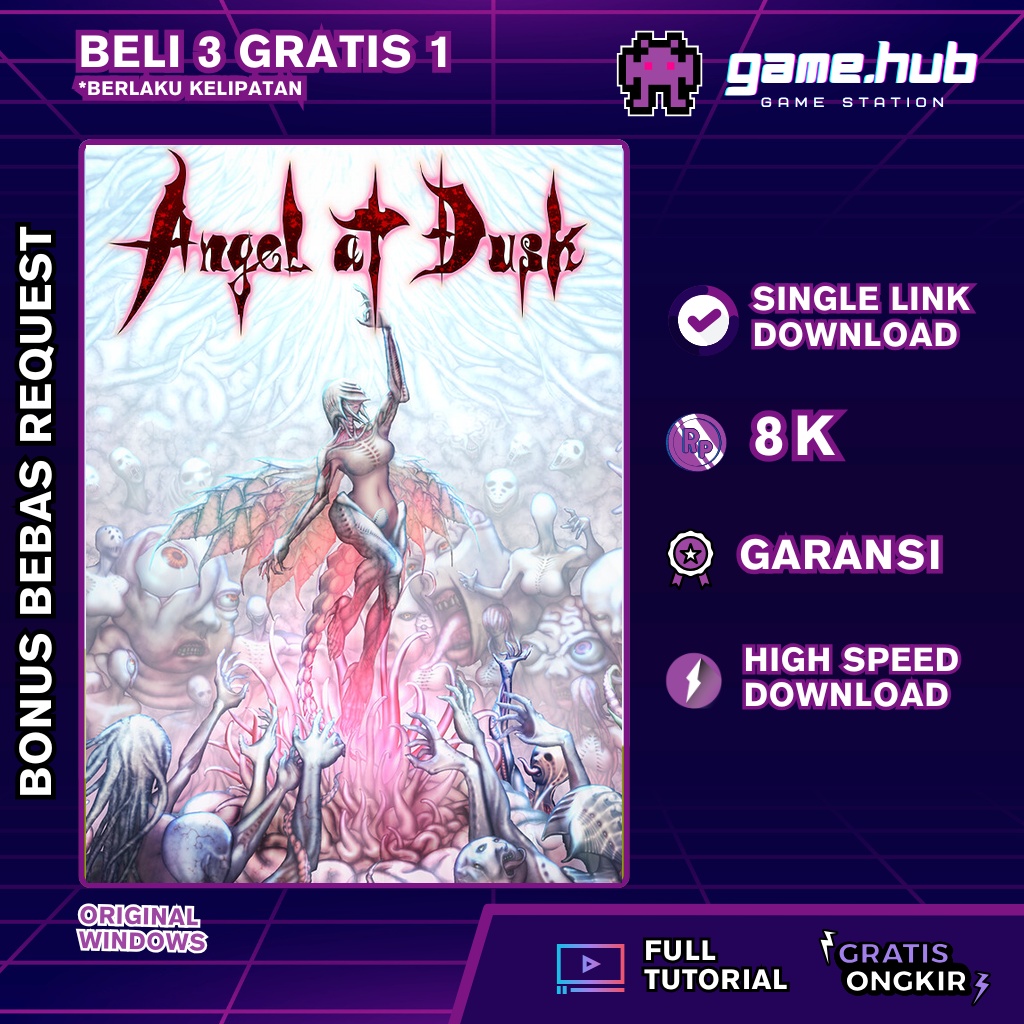 BELI 3 GRATIS 1
*BERLAKU KELIPATAN
game.hub
GAME STATION
Angel at Dusk
BONUS BEBAS REQUEST
SINGLE LINK
DOWNLOAD
Rp
8K
GARANSI
HIGH SPEED
DOWNLOAD
ORIGINAL
WINDOWS
FULL
TUTORIAL
GRATIS
ONGKIR